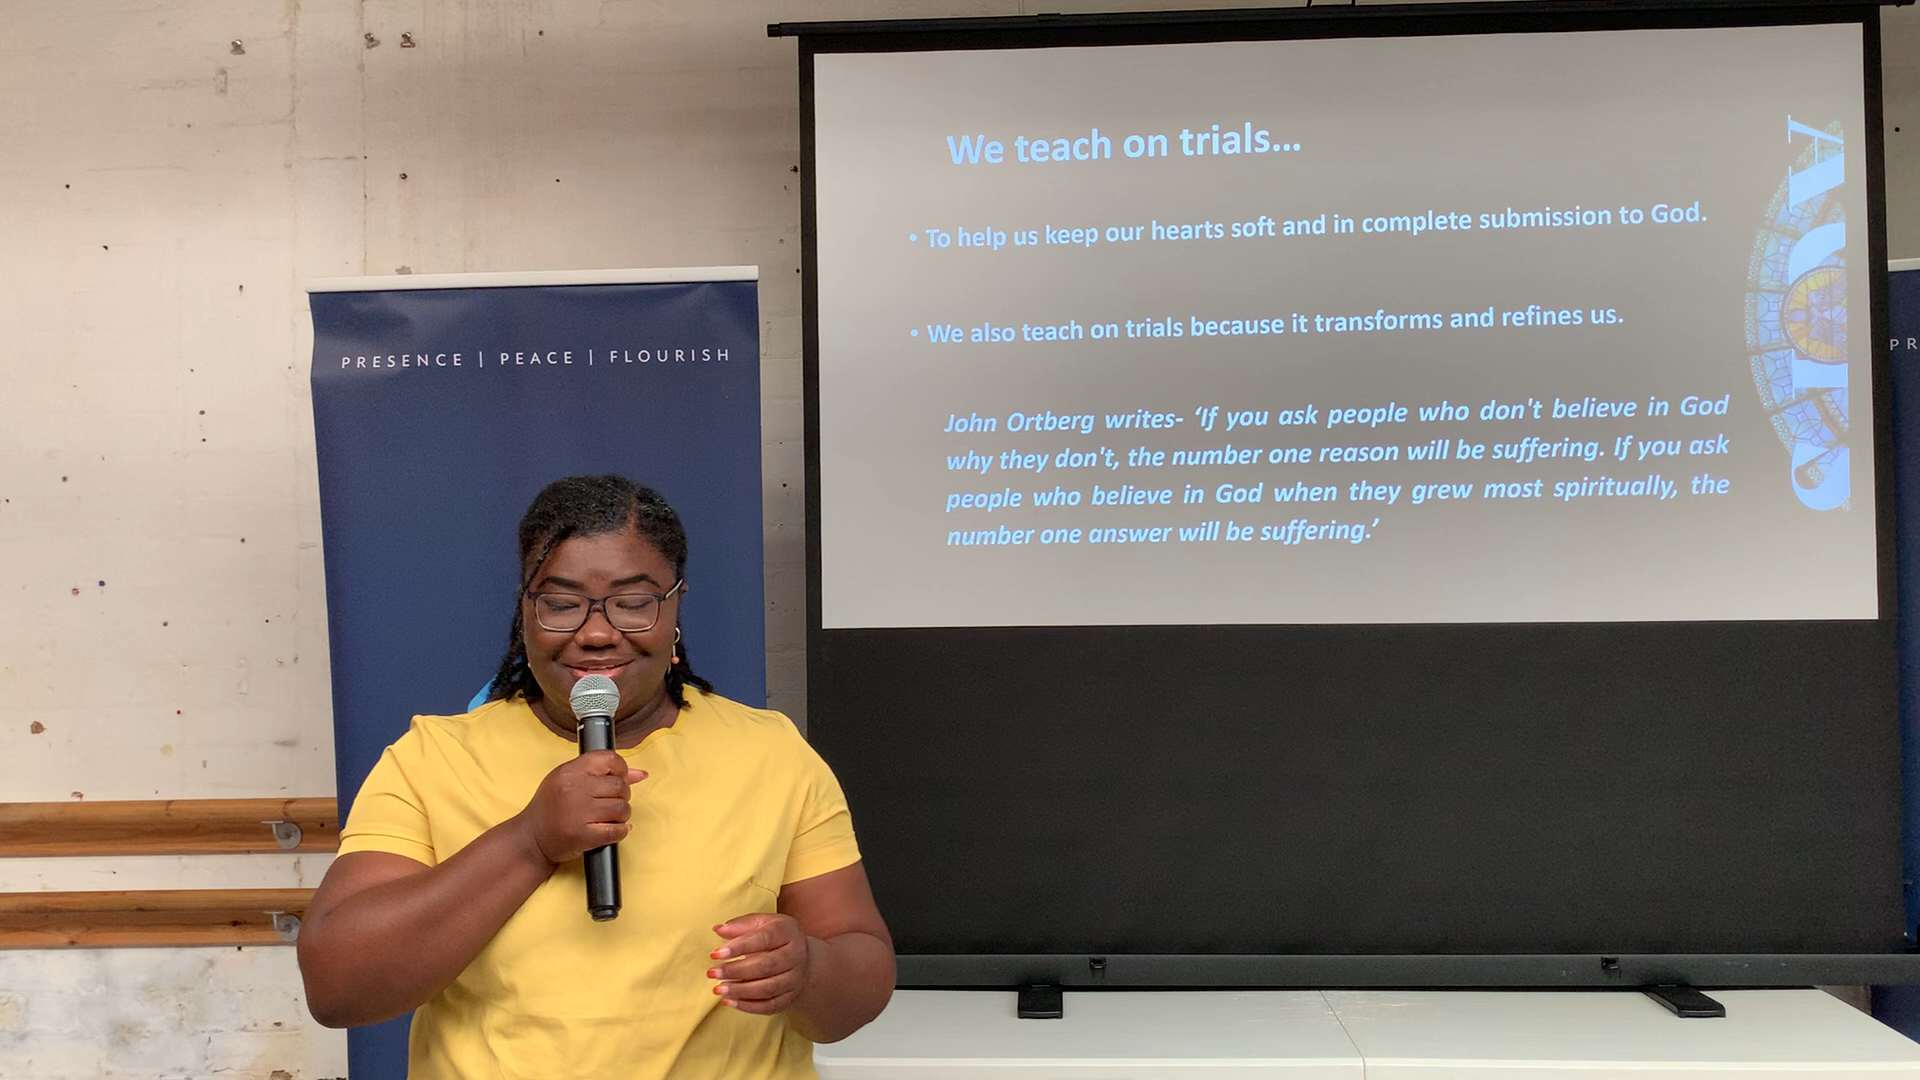 We teach on trials...
• To help us keep our hearts soft and in complete submission to God.
• We also teach on trials because it transforms and refines us.
John Ortberg writes- ‘If you ask people who don't believe in God
why they don't, the number one reason will be suffering. If you ask
people who believe in God when they grew most spiritually, the
number one answer will be suffering.’
ACTS
PRESENCE | PEACE | FLOURISH
PR